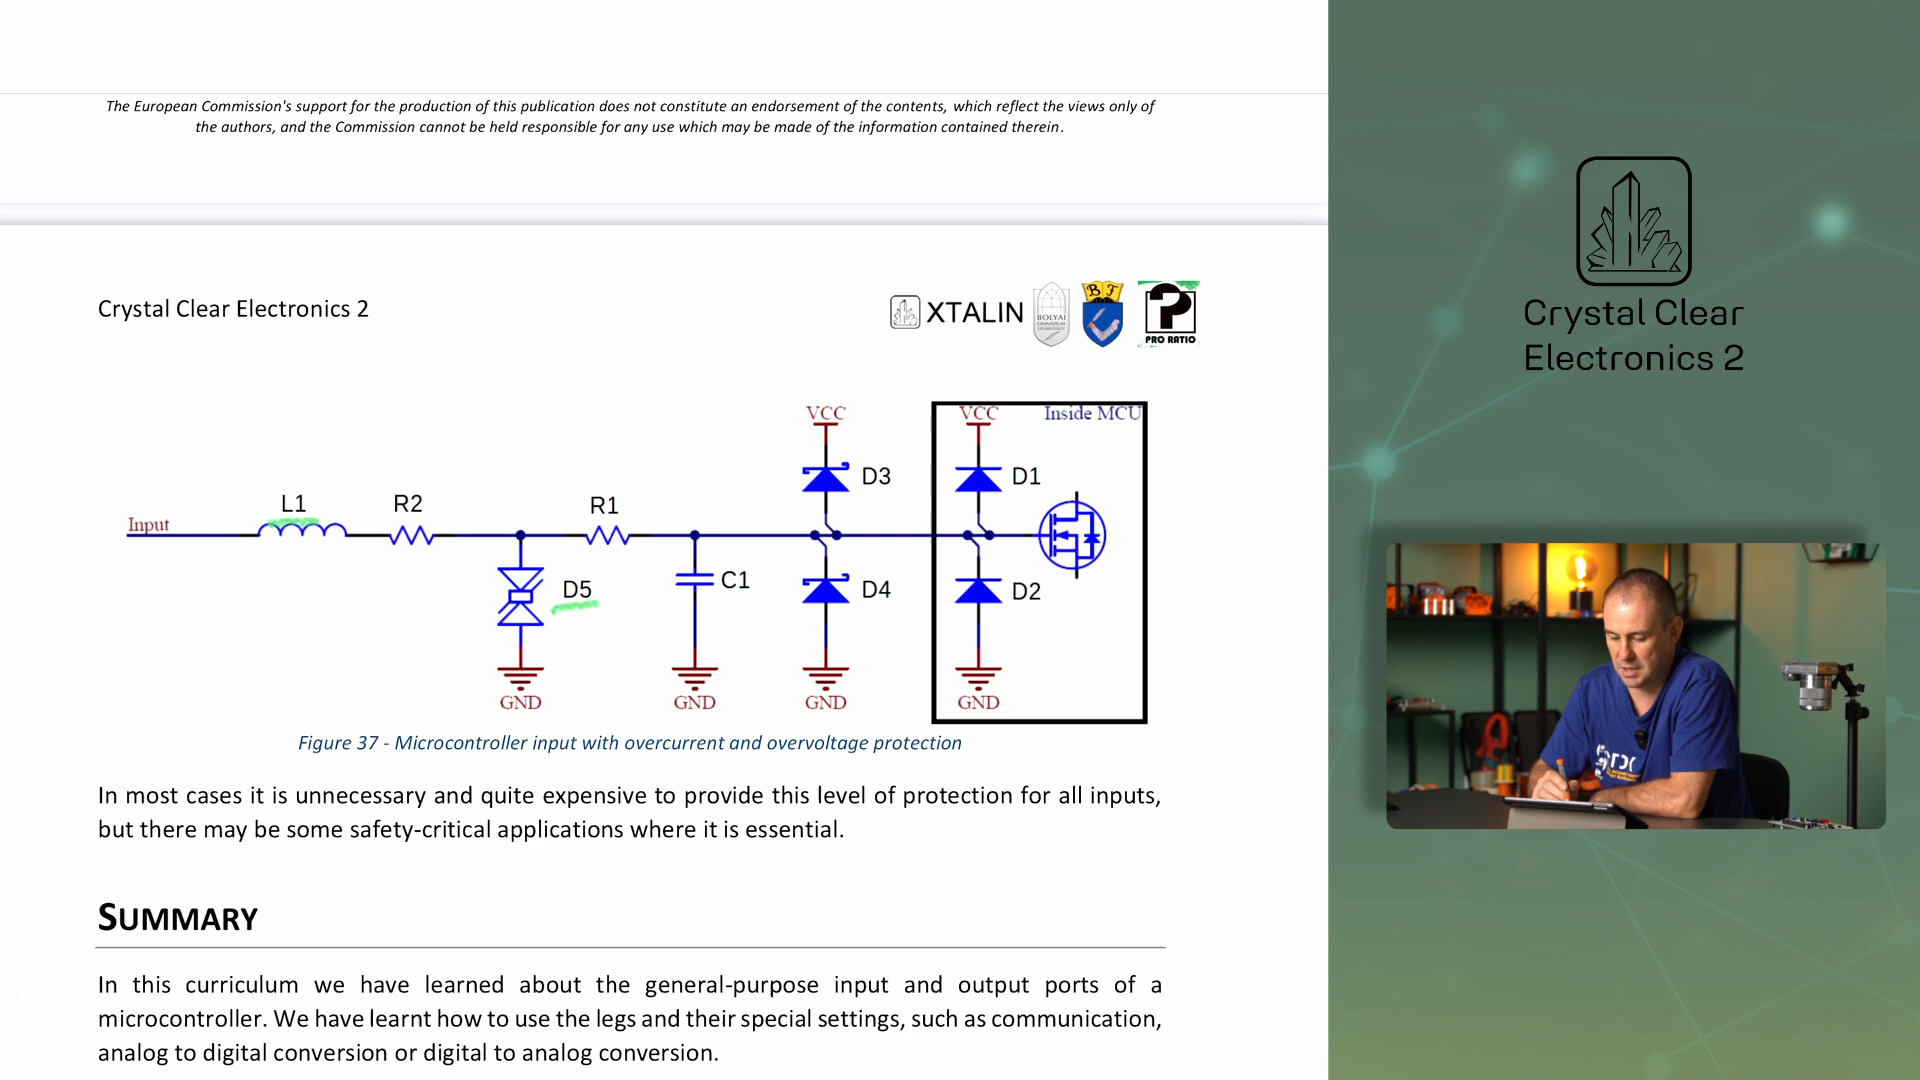 The European Commission's support for the production of this publication does not constitute an endorsement of the contents, which reflect the views only of
the authors, and the Commission cannot be held responsible for any use which may be made of the information contained therein.
Crystal Clear Electronics 2
XTALIN
BOLYAI
B F
PRO RATIO
VCC
VCC
Inside MCU
D3
D1
L1
R2
R1
Input
D5
C1
D4
D2
GND
GND
GND
GND
Figure 37 - Microcontroller input with overcurrent and overvoltage protection
In most cases it is unnecessary and quite expensive to provide this level of protection for all inputs,
but there may be some safety-critical applications where it is essential.
SUMMARY
In this curriculum we have learned about the general-purpose input and output ports of a
microcontroller. We have learnt how to use the legs and their special settings, such as communication,
analog to digital conversion or digital to analog conversion.
Crystal Clear
Electronics 2